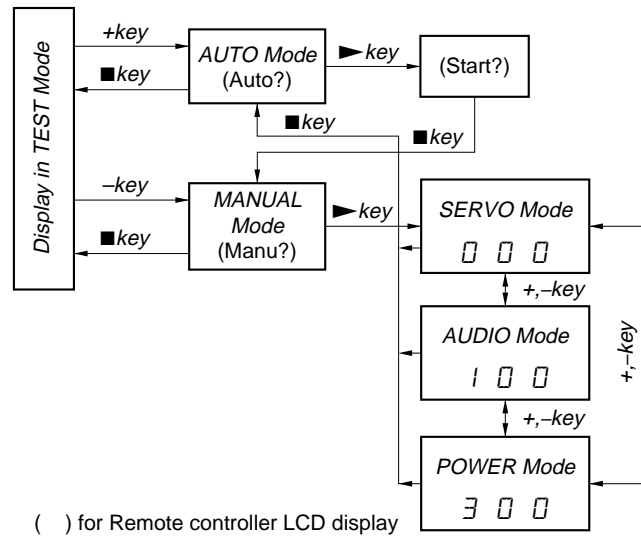 Display in TEST Mode
+key
■key
AUTO Mode
(Auto?)
►key
(Start?)
■key
■key
–key
■key
MANUAL
Mode
(Manu?)
►key
SERVO Mode
0 0 0
+,–key
AUDIO Mode
1 0 0
+,–key
POWER Mode
3 0 0
+,–key
( ) for Remote controller LCD display